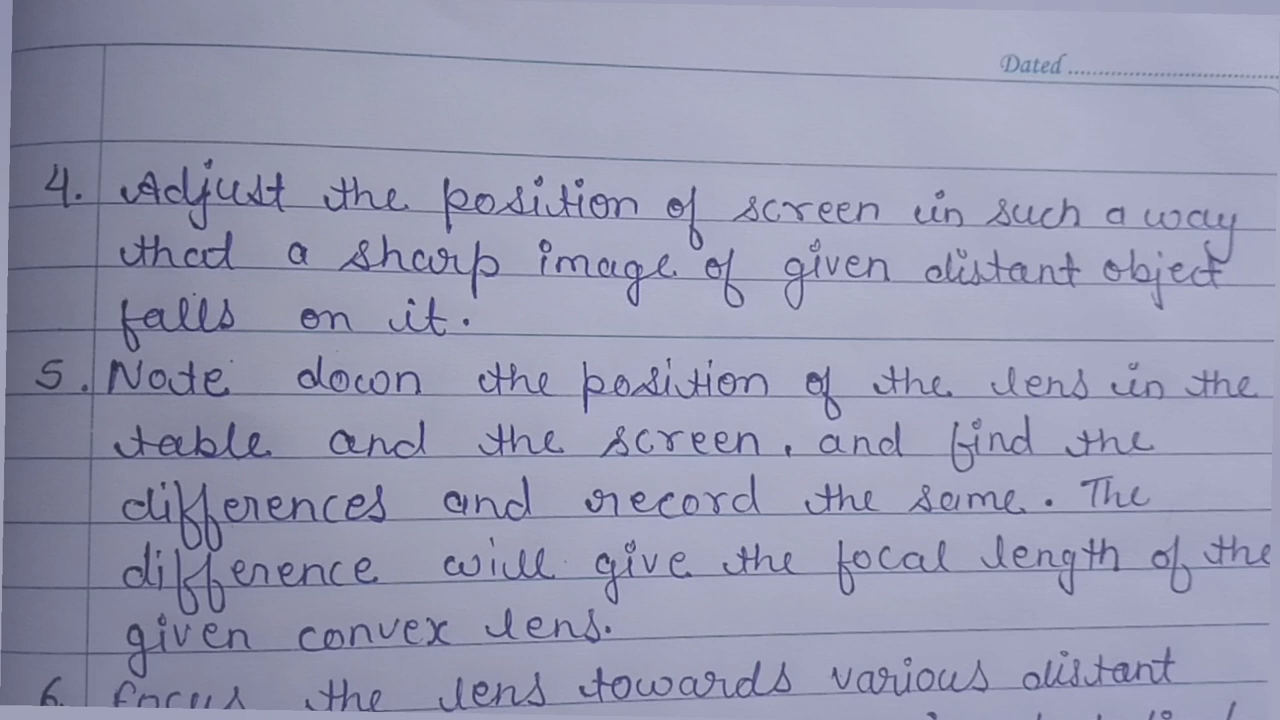 Dated
4. Adjust the position of screen in such a way
that a sharp image of given distant object
falls on it.
5. Note down the position of the lens in the
table and the screen, and find the
differences and record the same. The
difference will give the focal length of the
given convex lens.
6. focus the lens towards various distant